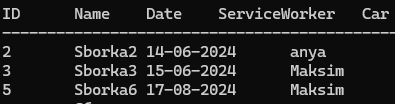 ID Name Date ServiceWorker Car
--------------------------------------------
2 Sborka2 14-06-2024 anya
3 Sborka3 15-06-2024 Maksim
5 Sborka6 17-08-2024 Maksim